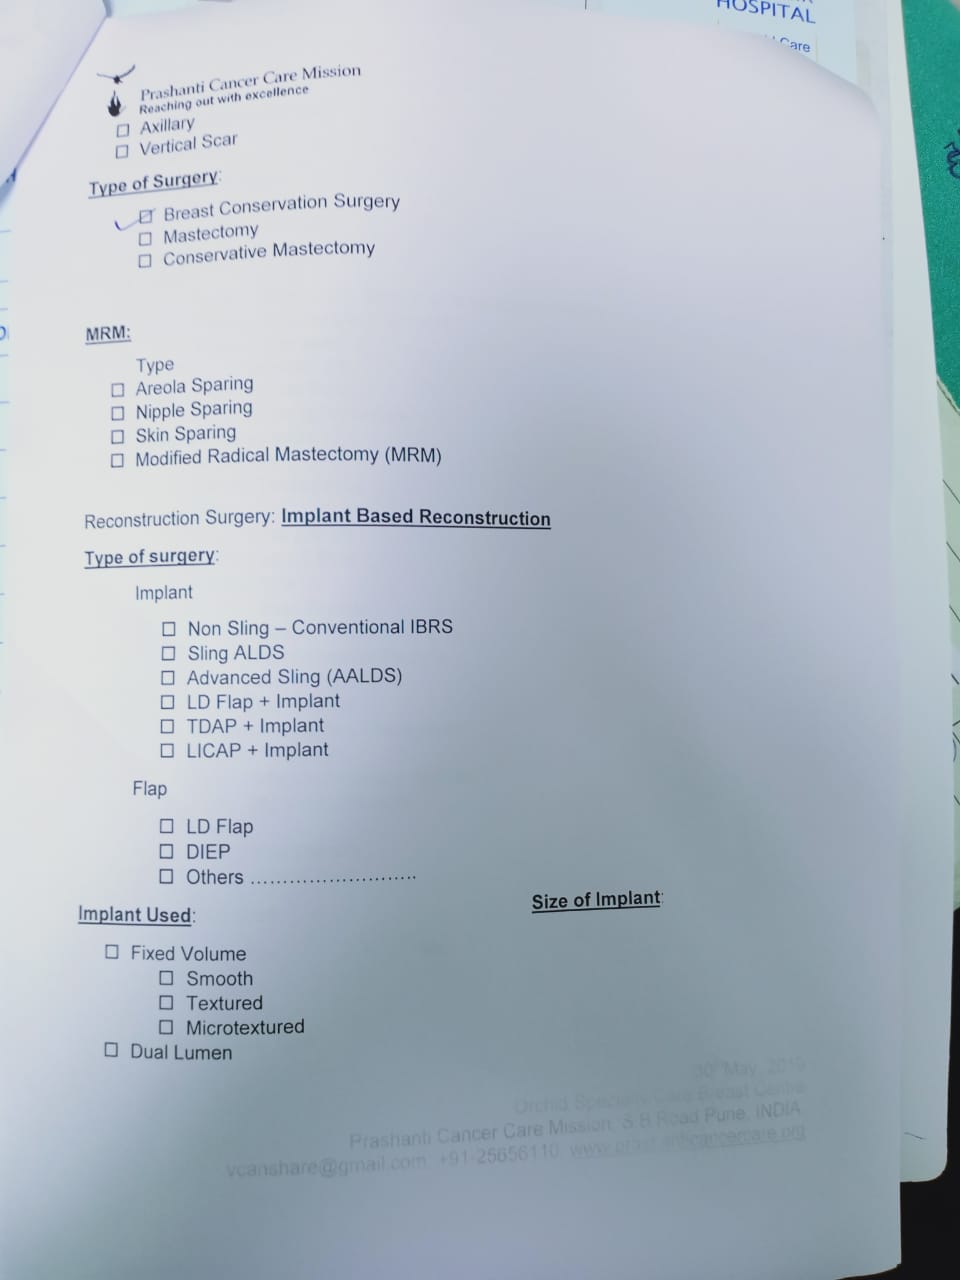 HOSPITAL
Care
Prashanti Cancer Care Mission
Reaching out with excellence
☐ Axillary
☐ Vertical Scar
Type of Surgery:
☑ Breast Conservation Surgery
☐ Mastectomy
☐ Conservative Mastectomy
MRM:
Type
☐ Areola Sparing
☐ Nipple Sparing
☐ Skin Sparing
☐ Modified Radical Mastectomy (MRM)
Reconstruction Surgery: Implant Based Reconstruction
Type of surgery:
Implant
☐ Non Sling – Conventional IBRS
☐ Sling ALDS
☐ Advanced Sling (AALDS)
☐ LD Flap + Implant
☐ TDAP + Implant
☐ LICAP + Implant
Flap
☐ LD Flap
☐ DIEP
☐ Others ..........................
Implant Used:
Size of Implant:
☐ Fixed Volume
☐ Smooth
☐ Textured
☐ Microtextured
☐ Dual Lumen
30th May, 2019
Orchid Specialty Care Breast Centre
Prashanti Cancer Care Mission, S B Road Pune, INDIA
vcanshare@gmail.com, +91-25656110, www.prashanticancercare.org